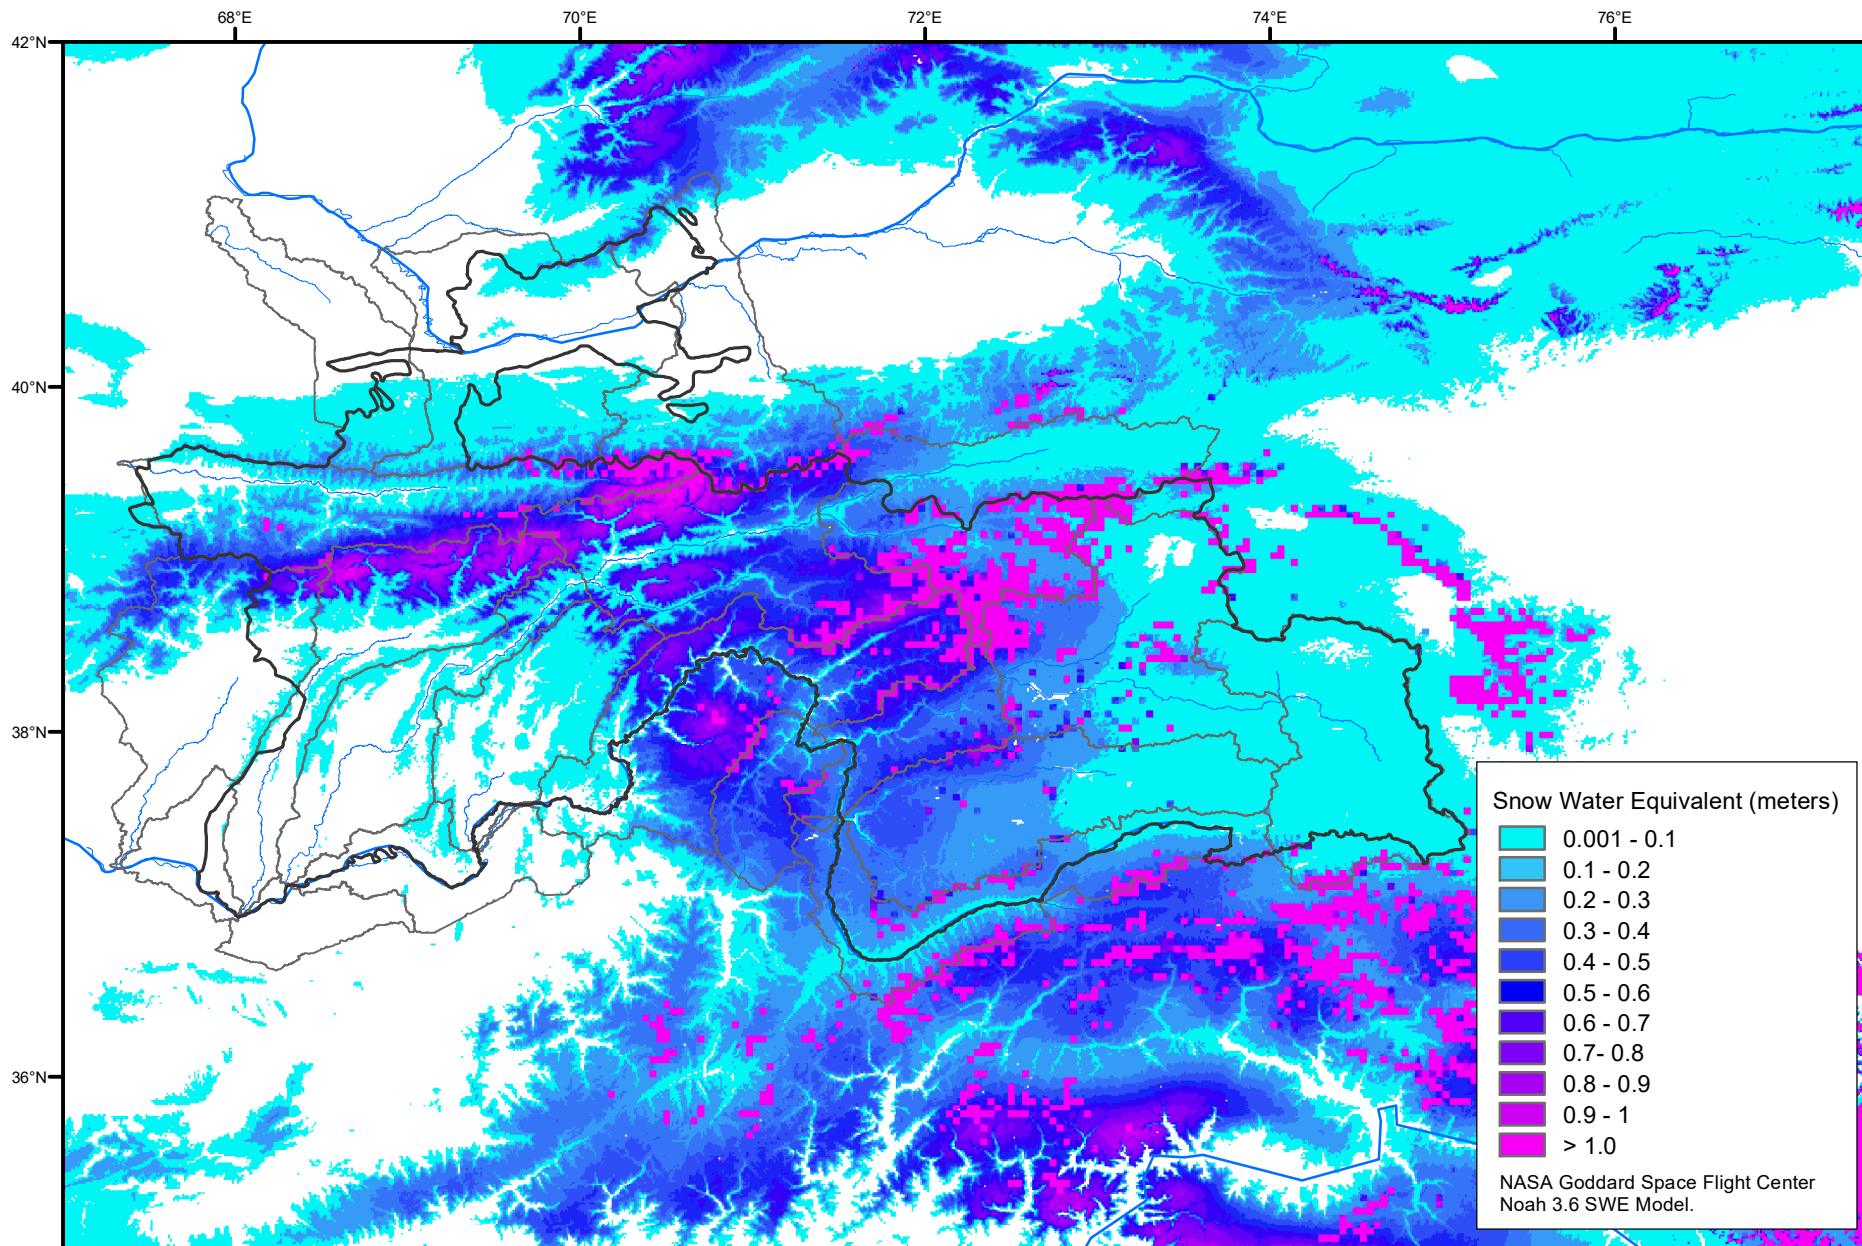 68°E
70°E
72°E
74°E
76°E
42°N
40°N
38°N
36°N
Snow Water Equivalent (meters)
0.001 - 0.1
0.1 - 0.2
0.2 - 0.3
0.3 - 0.4
0.4 - 0.5
0.5 - 0.6
0.6 - 0.7
0.7- 0.8
0.8 - 0.9
0.9 - 1
> 1.0
NASA Goddard Space Flight Center
Noah 3.6 SWE Model.